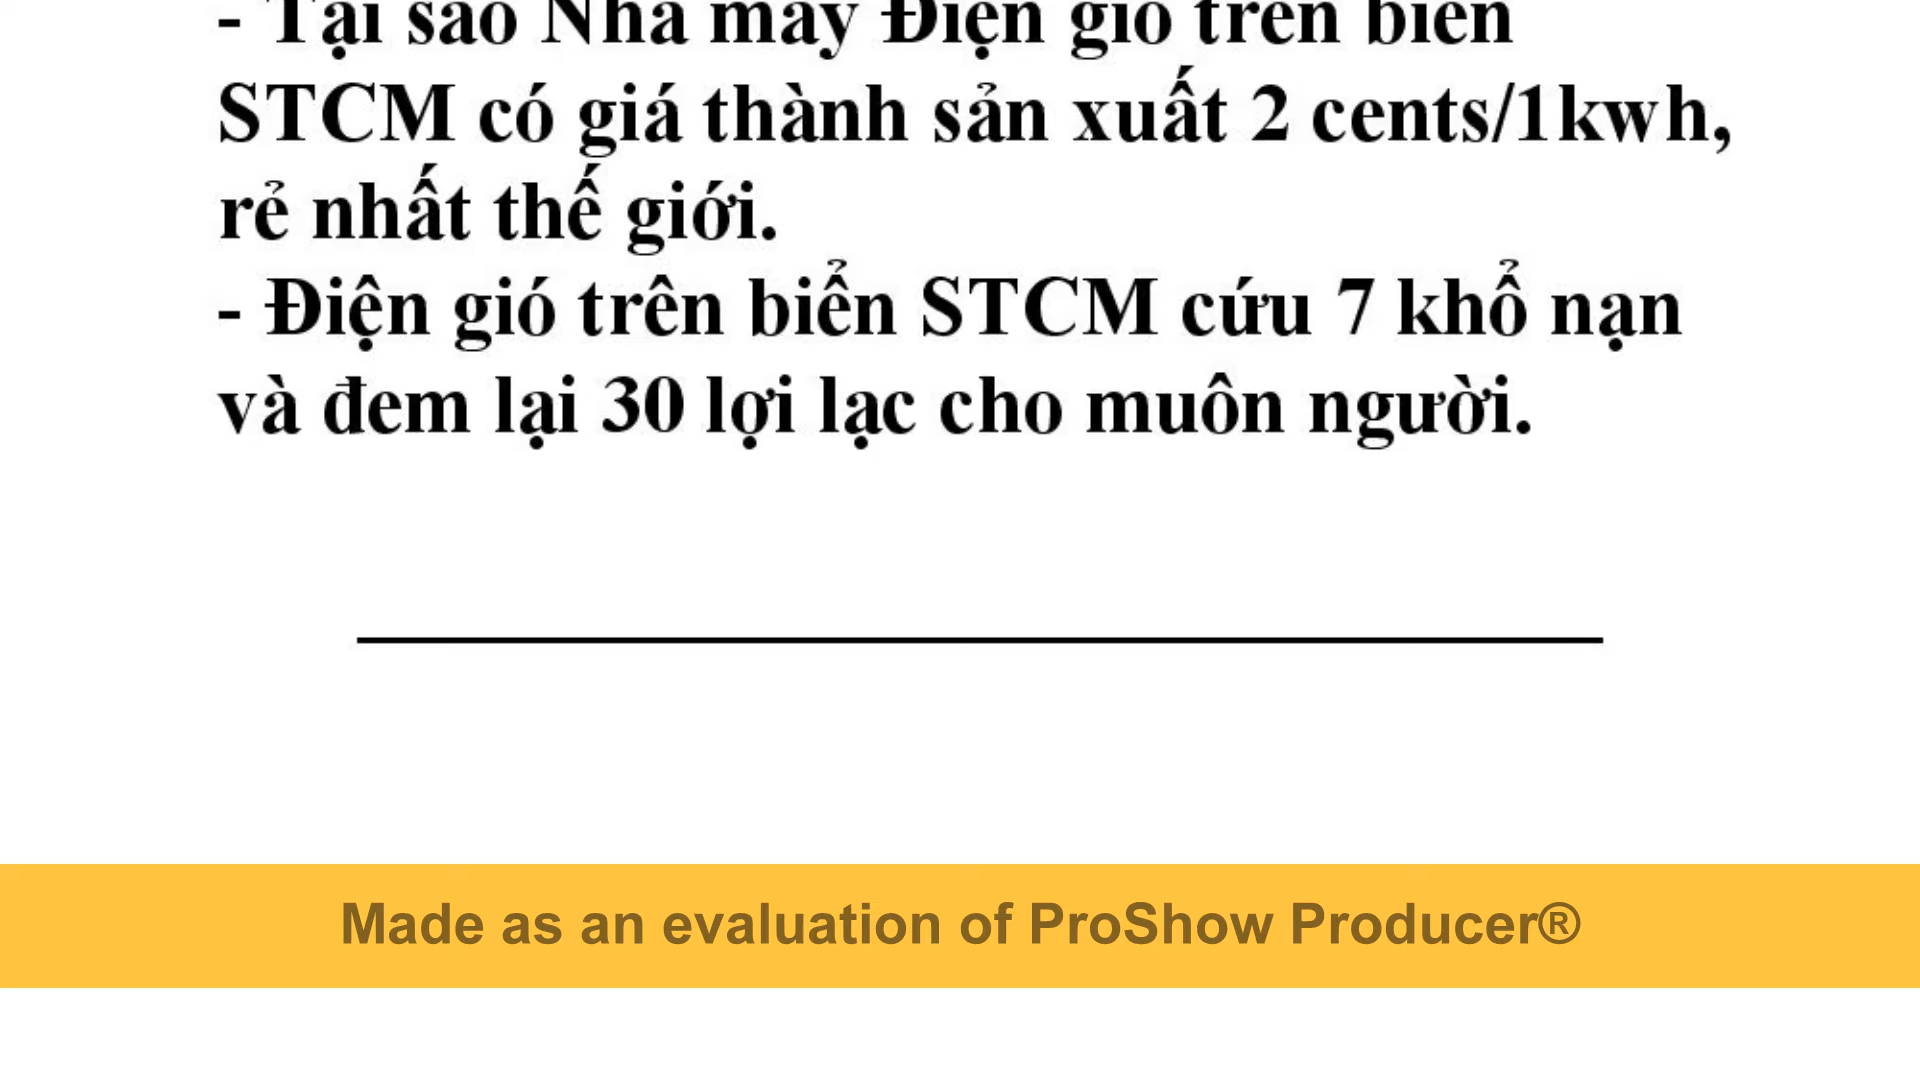 - Tại sao Nhà máy Điện gió trên biển
STCM có giá thành sản xuất 2 cents/1kwh,
rẻ nhất thế giới.
- Điện gió trên biển STCM cứu 7 khổ nạn
và đem lại 30 lợi lạc cho muôn người.
Made as an evaluation of ProShow Producer®